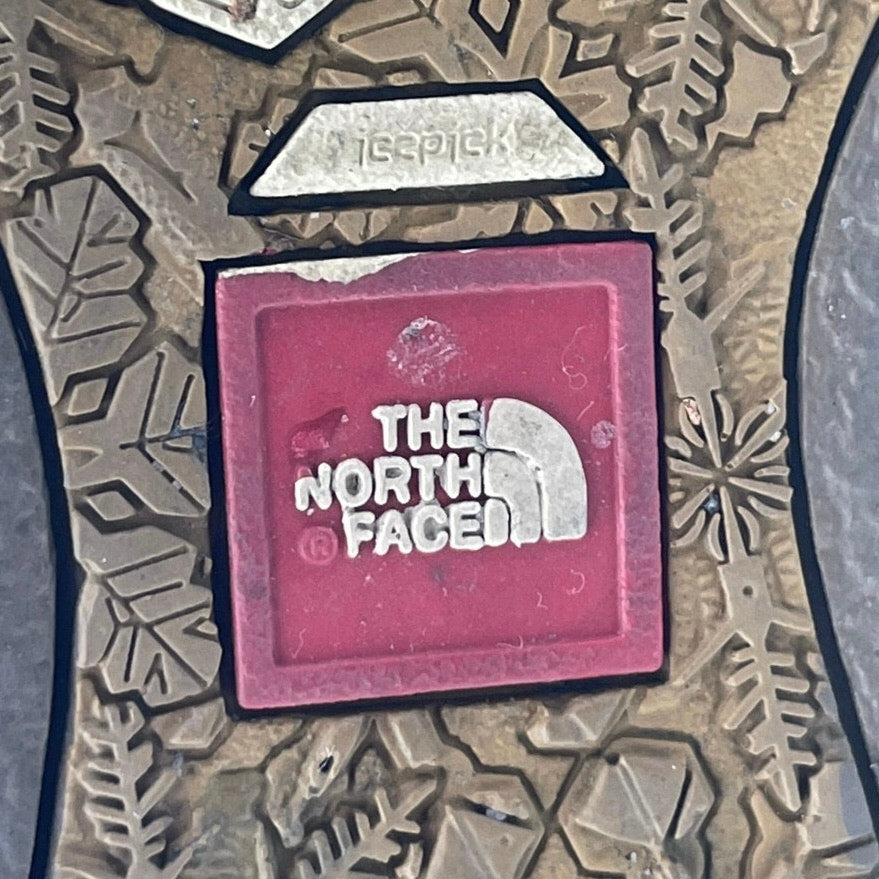 icepick
THE
NORTH
FACE
®